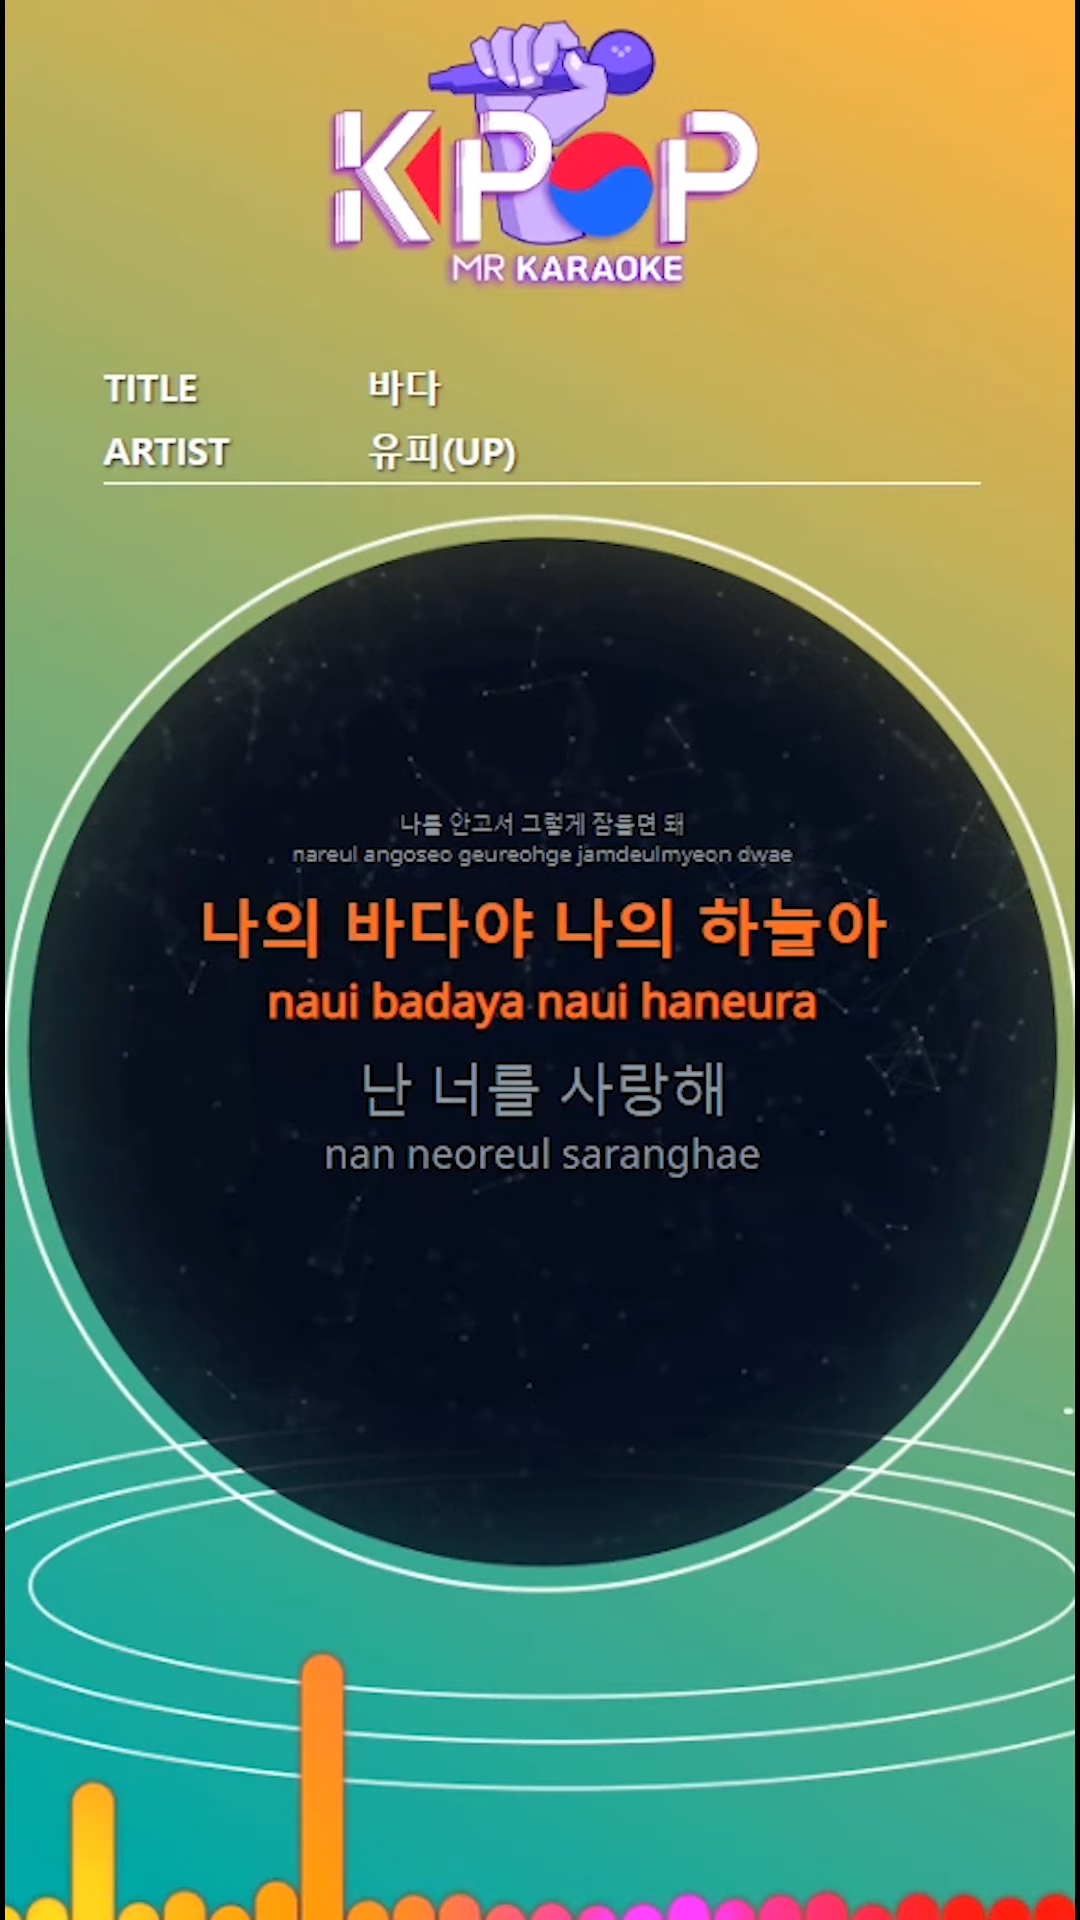 KPOP
MR KARAOKE
TITLE 바다
ARTIST 유피(UP)
나를 안고서 그렇게 잠들면 돼
nareul angoseo geureohge jamdeulmyeon dwae
나의 바다야 나의 하늘아
naui badaya naui haneura
난 너를 사랑해
nan neoreul saranghae